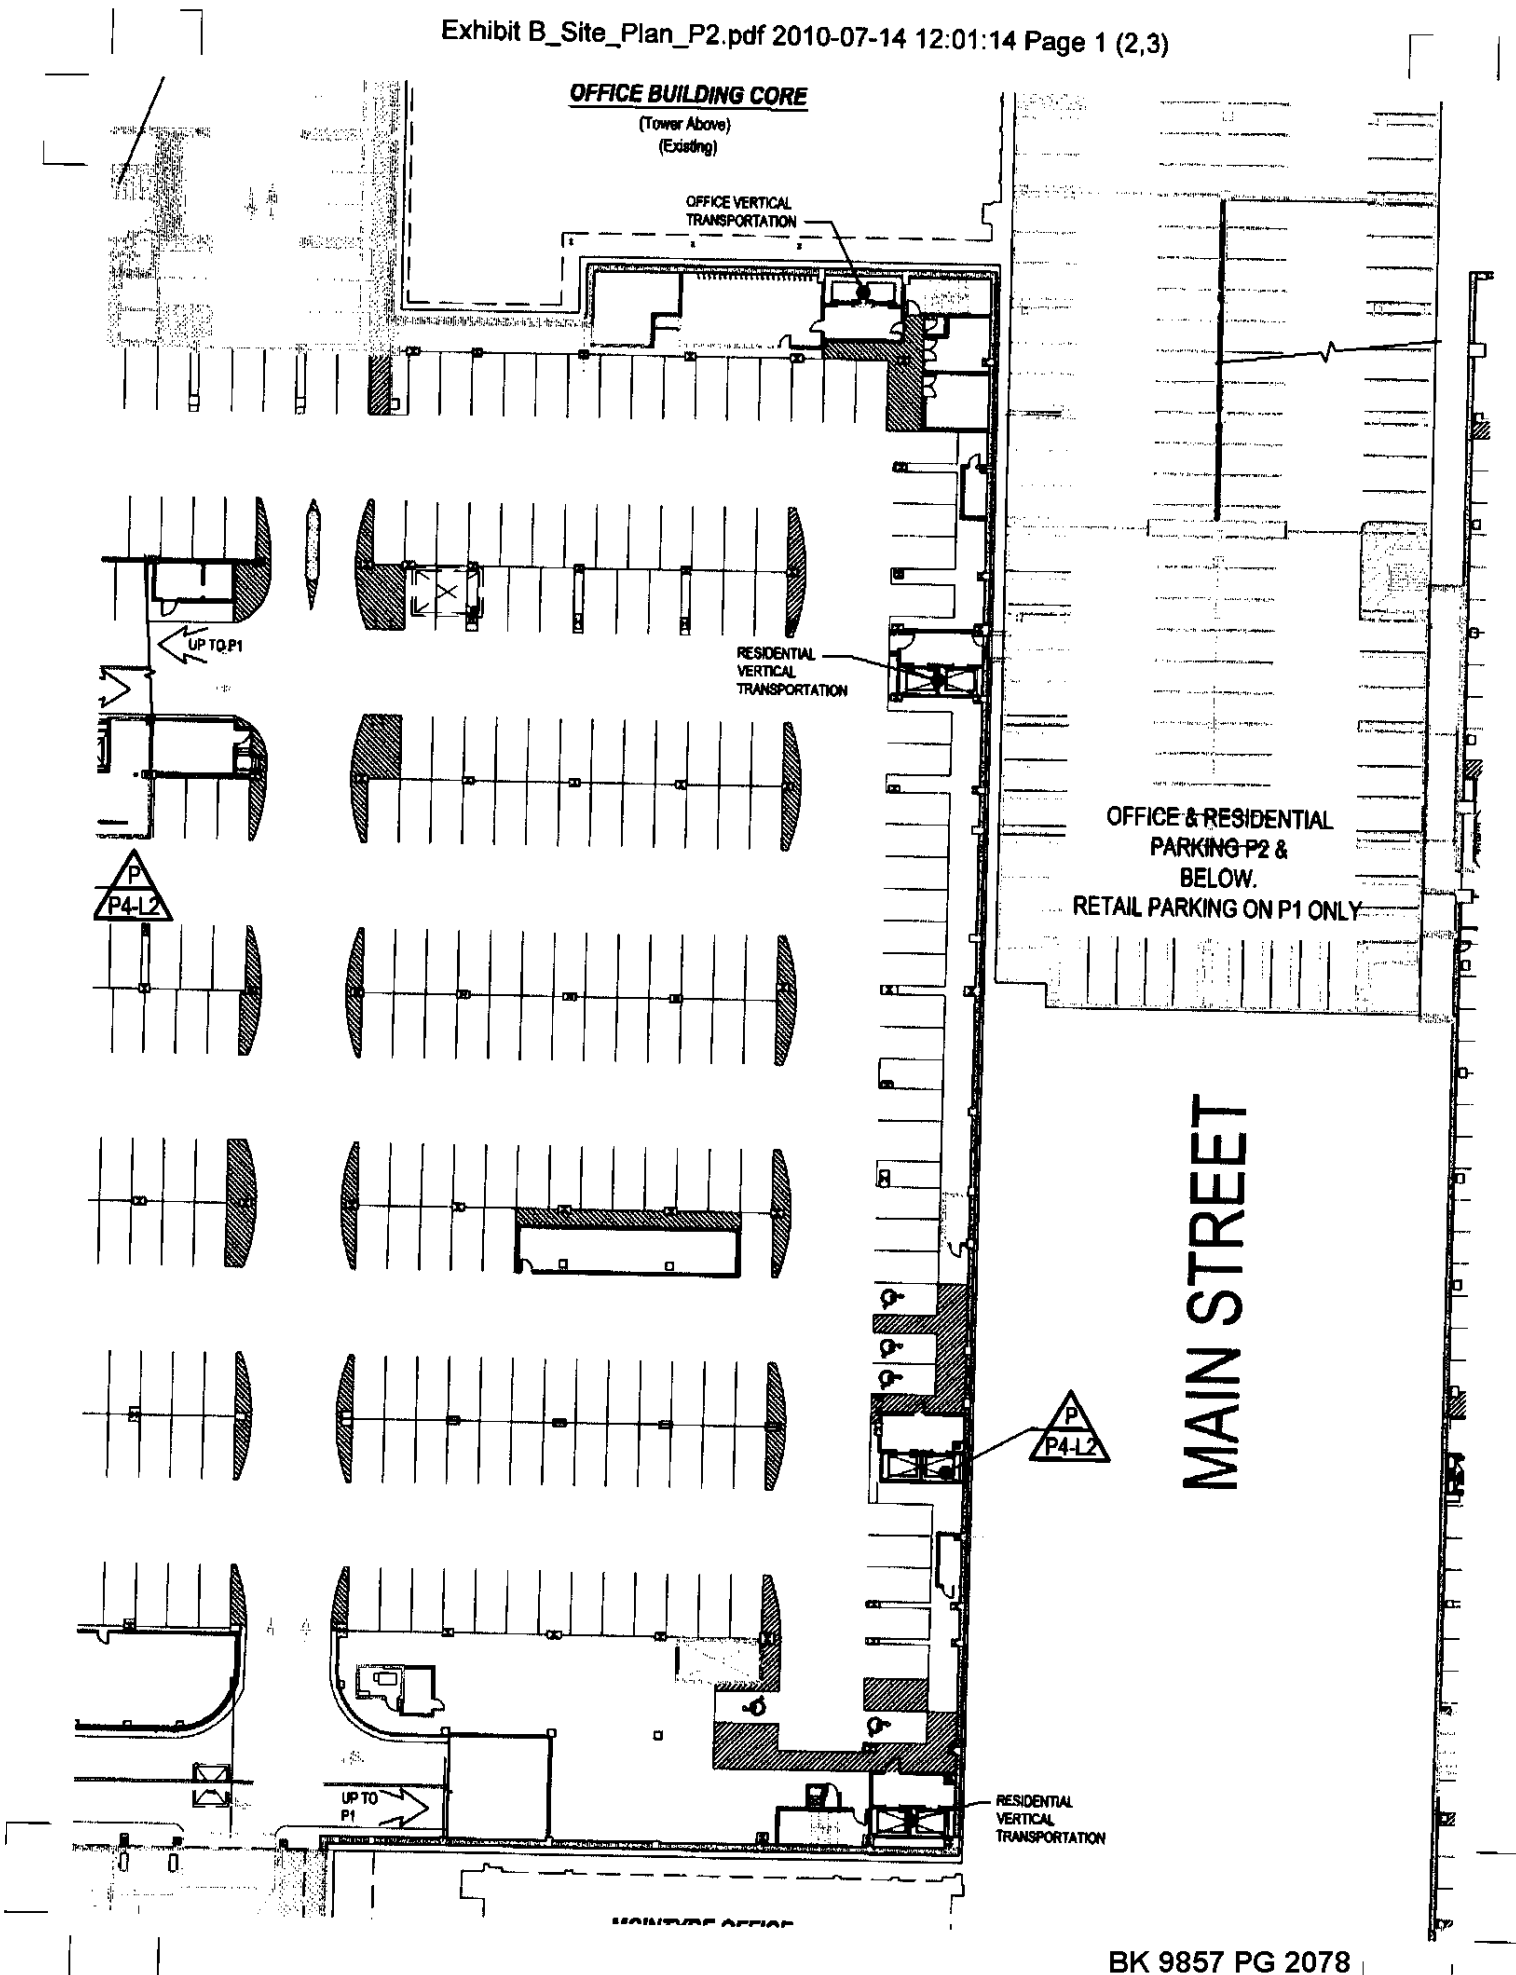 Exhibit B_Site_Plan_P2.pdf 2010-07-14 12:01:14 Page 1 (2,3)
OFFICE BUILDING CORE
(Tower Above)
(Existing)
OFFICE VERTICAL
TRANSPORTATION
UP TO P1
RESIDENTIAL
VERTICAL
TRANSPORTATION
OFFICE & RESIDENTIAL
PARKING P2 &
BELOW.
RETAIL PARKING ON P1 ONLY
P
P4-L2
MAIN STREET
P
P4-L2
UP TO
P1
RESIDENTIAL
VERTICAL
TRANSPORTATION
MCINTYRE OFFICE
BK 9857 PG 2078